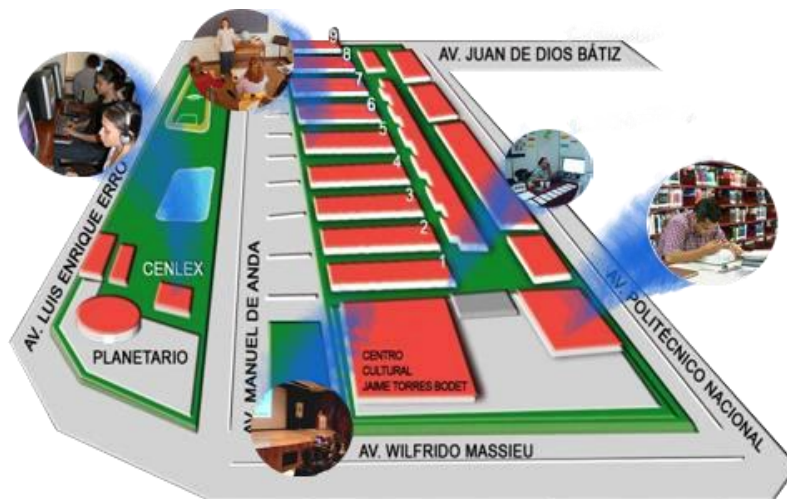 9
8
AV. JUAN DE DIOS BÁTIZ
7
6
5
4
3
2
1
AV. LUIS ENRIQUE ERRO
CENLEX
PLANETARIO
AV. MANUEL DE ANDA
CENTRO
CULTURAL
JAIME TORRES BODET
AV. POLITÉCNICO NACIONAL
AV. WILFRIDO MASSIEU